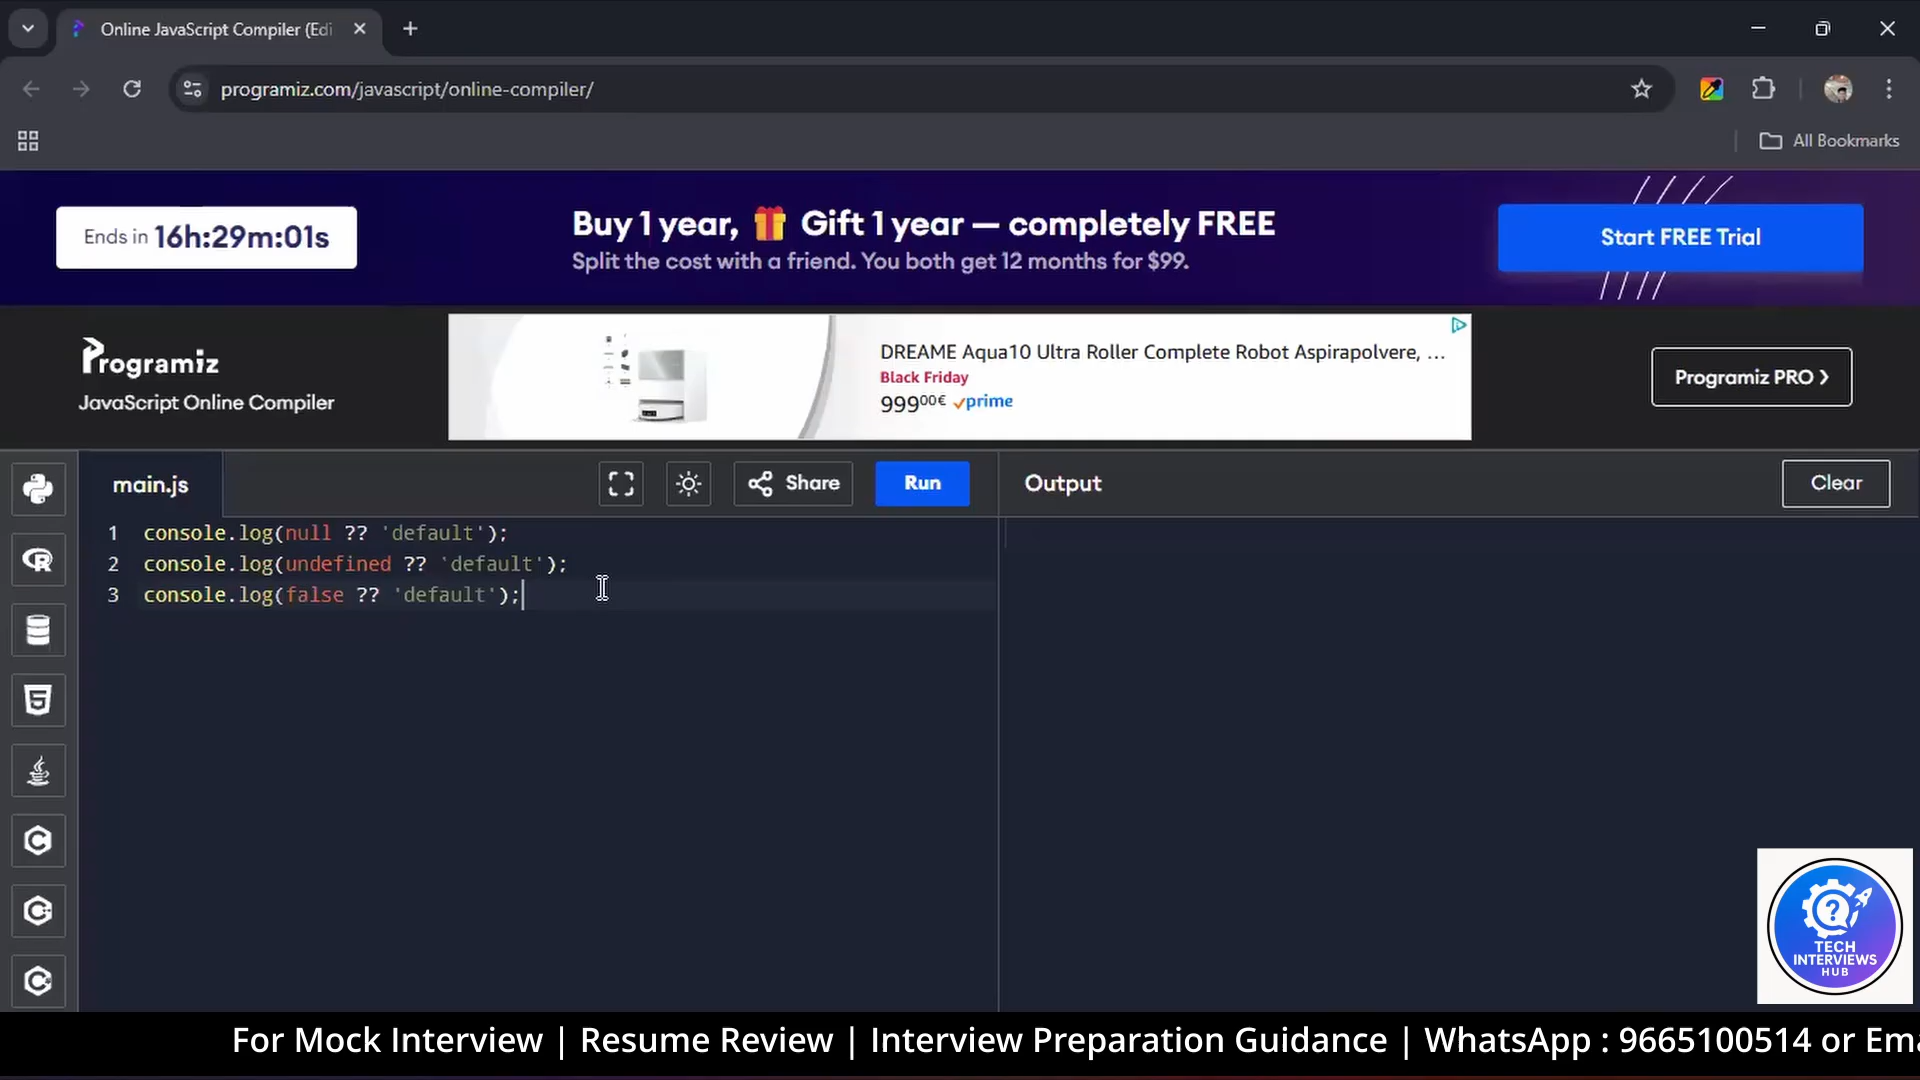 Online JavaScript Compiler (Edi
programiz.com/javascript/online-compiler/
All Bookmarks
Ends in 16h:29m:01s
Buy 1 year, 🎁 Gift 1 year — completely FREE
Split the cost with a friend. You both get 12 months for $99.
Start FREE Trial
Programiz
JavaScript Online Compiler
DREAME Aqua10 Ultra Roller Complete Robot Aspirapolvere, ...
Black Friday
99900€ prime
Programiz PRO ❯
main.js
Share
Run
Output
Clear
1 console.log(null ?? 'default');
2 console.log(undefined ?? 'default');
3 console.log(false ?? 'default');
TECH
INTERVIEWS
HUB
For Mock Interview | Resume Review | Interview Preparation Guidance | WhatsApp : 9665100514 or Ema